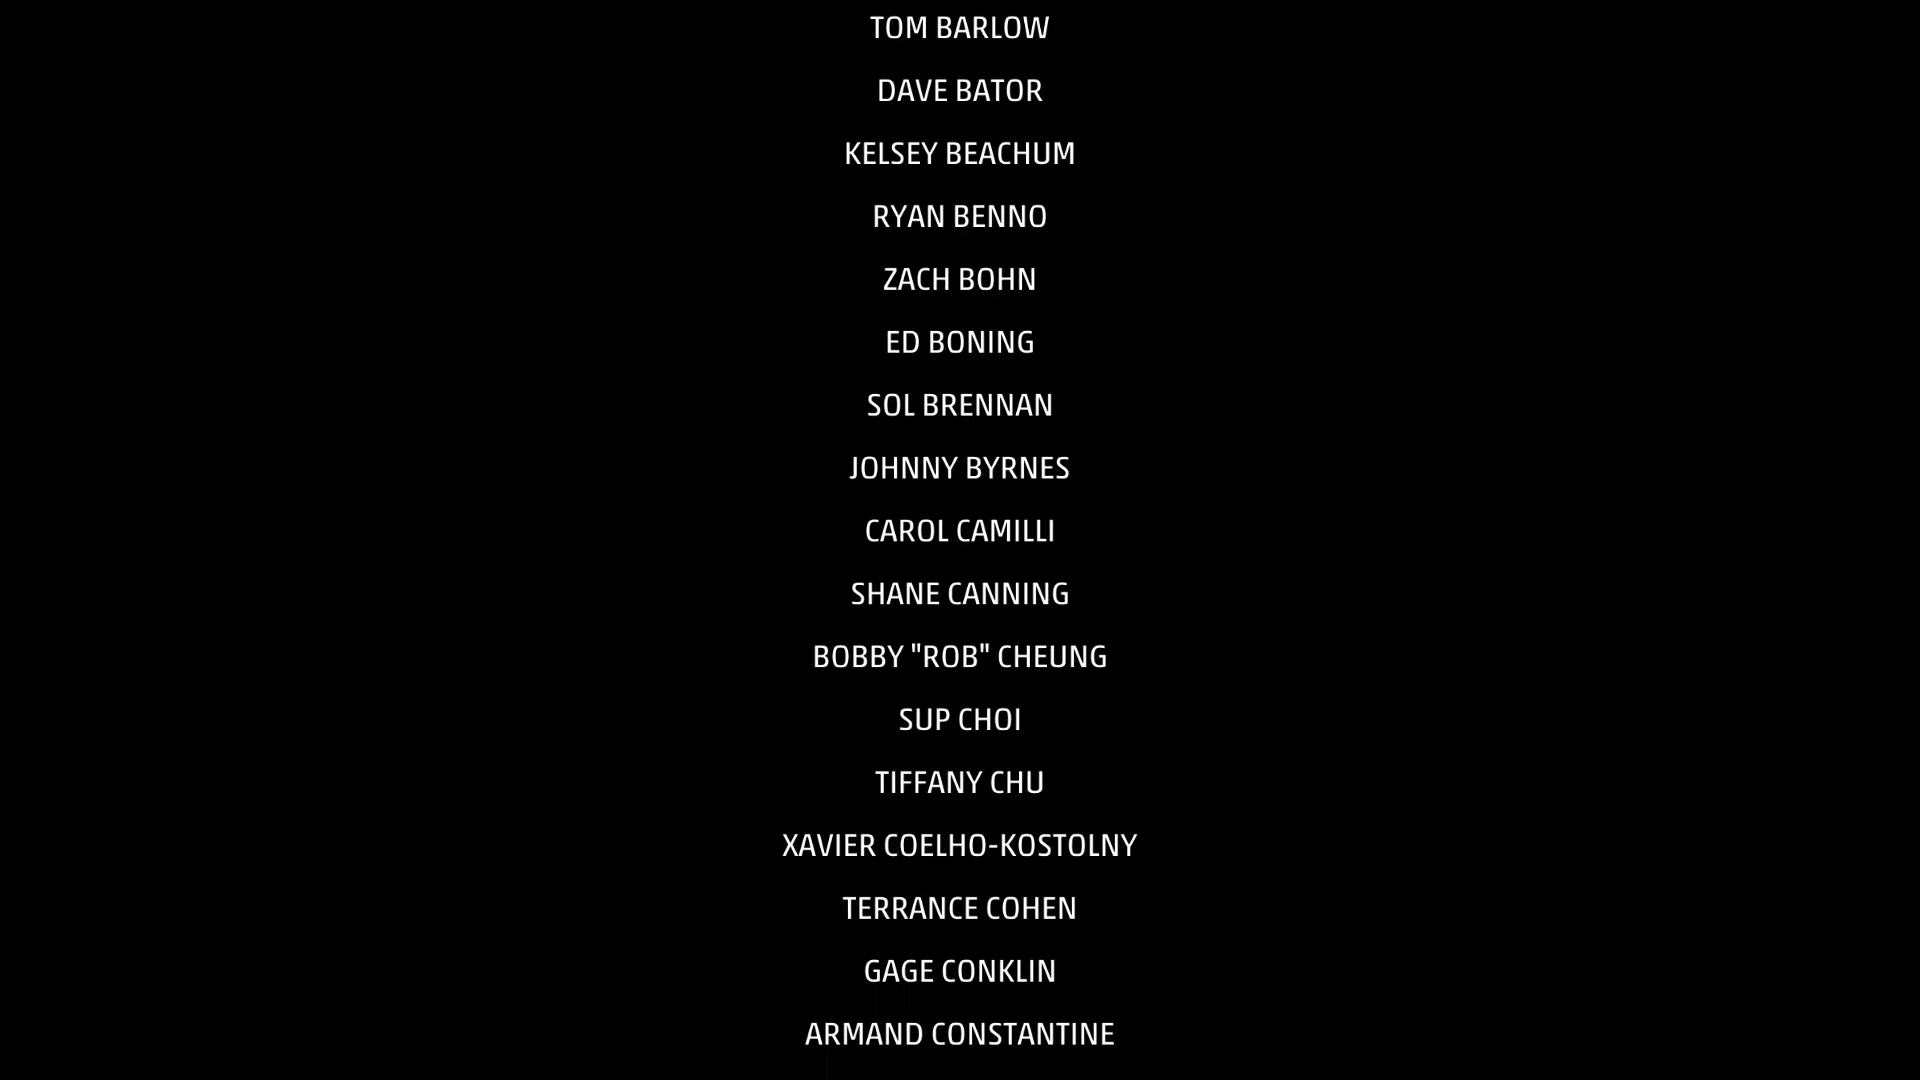 TOM BARLOW
DAVE BATOR
KELSEY BEACHUM
RYAN BENNO
ZACH BOHN
ED BONING
SOL BRENNAN
JOHNNY BYRNES
CAROL CAMILLI
SHANE CANNING
BOBBY "ROB" CHEUNG
SUP CHOI
TIFFANY CHU
XAVIER COELHO-KOSTOLNY
TERRANCE COHEN
GAGE CONKLIN
ARMAND CONSTANTINE